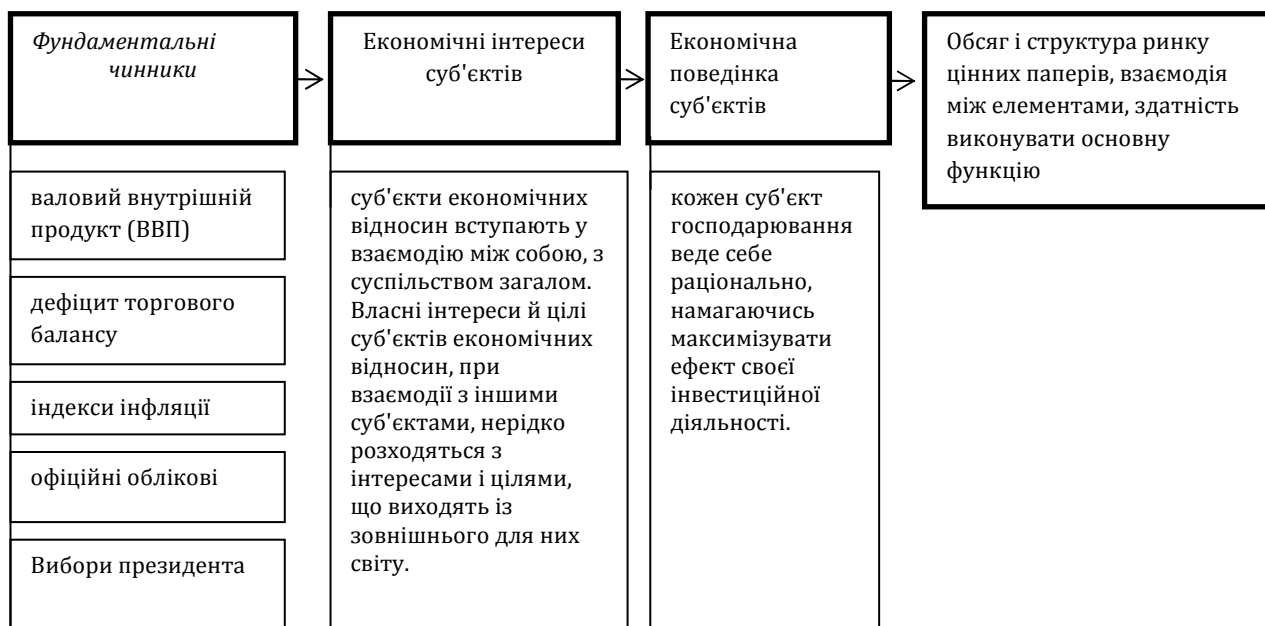 Фундаментальні
чинники
Економічні інтереси
суб'єктів
Економічна
поведінка
суб'єктів
Обсяг і структура ринку
цінних паперів, взаємодія
між елементами, здатність
виконувати основну
функцію
валовий внутрішній
продукт (ВВП)
дефіцит торгового
балансу
індекси інфляції
офіційні облікові
Вибори президента
суб'єкти економічних
відносин вступають у
взаємодію між собою, з
суспільством загалом.
Власні інтереси й цілі
суб'єктів економічних
відносин, при
взаємодії з іншими
суб'єктами, нерідко
розходяться з
інтересами і цілями,
що виходять із
зовнішнього для них
світу.
кожен суб'єкт
господарювання
веде себе
раціонально,
намагаючись
максимізувати
ефект своєї
інвестиційної
діяльності.